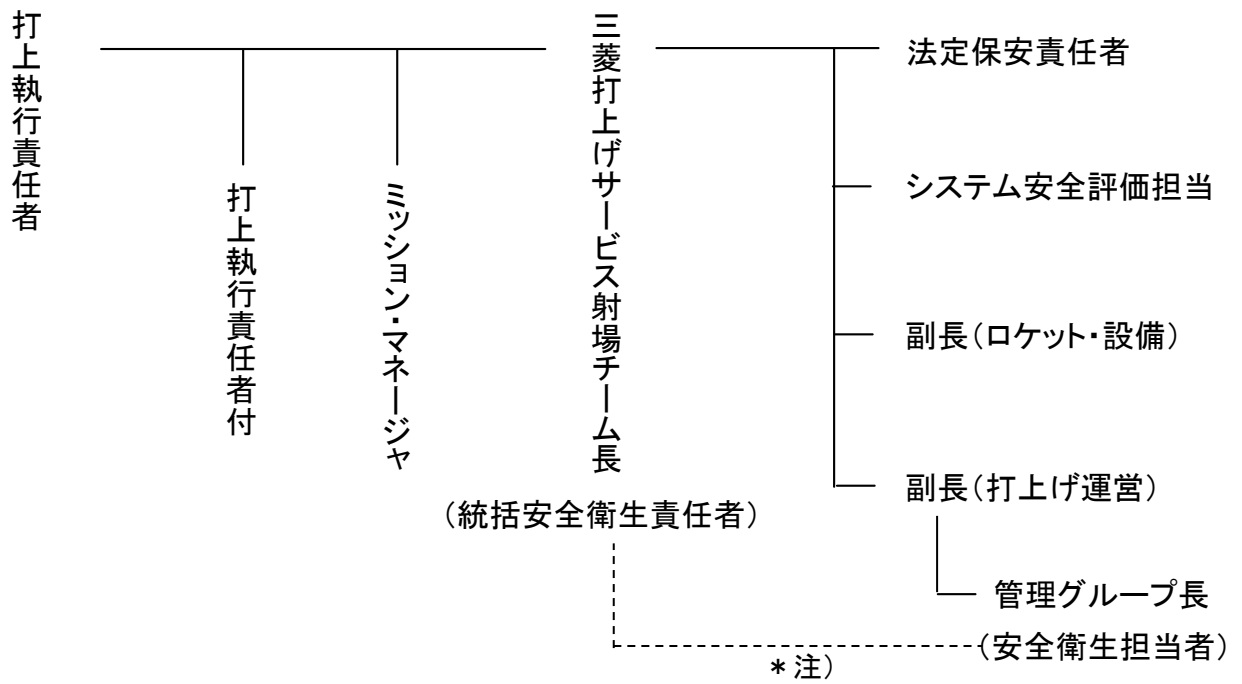 打上執行責任者
打上執行責任者付
ミッション・マネージャ
三菱打上げサービス射場チーム長
(統括安全衛生責任者)
法定保安責任者
システム安全評価担当
副長(ロケット・設備)
副長(打上げ運営)
管理グループ長
(安全衛生担当者)
*注)